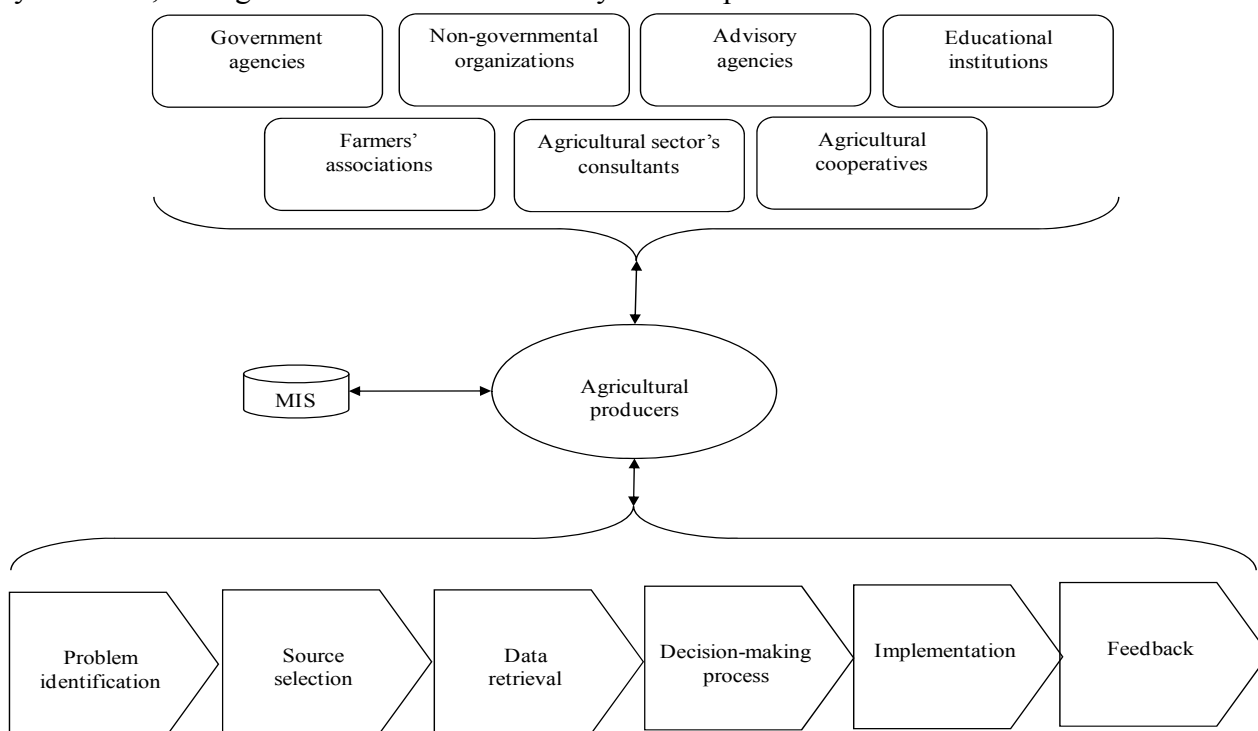 Government
agencies
Non-governmental
organizations
Advisory
agencies
Educational
institutions
Farmers’
associations
Agricultural sector’s
consultants
Agricultural
cooperatives
MIS
Agricultural
producers
Problem
identification
Source
selection
Data
retrieval
Decision-making
process
Implementation
Feedback